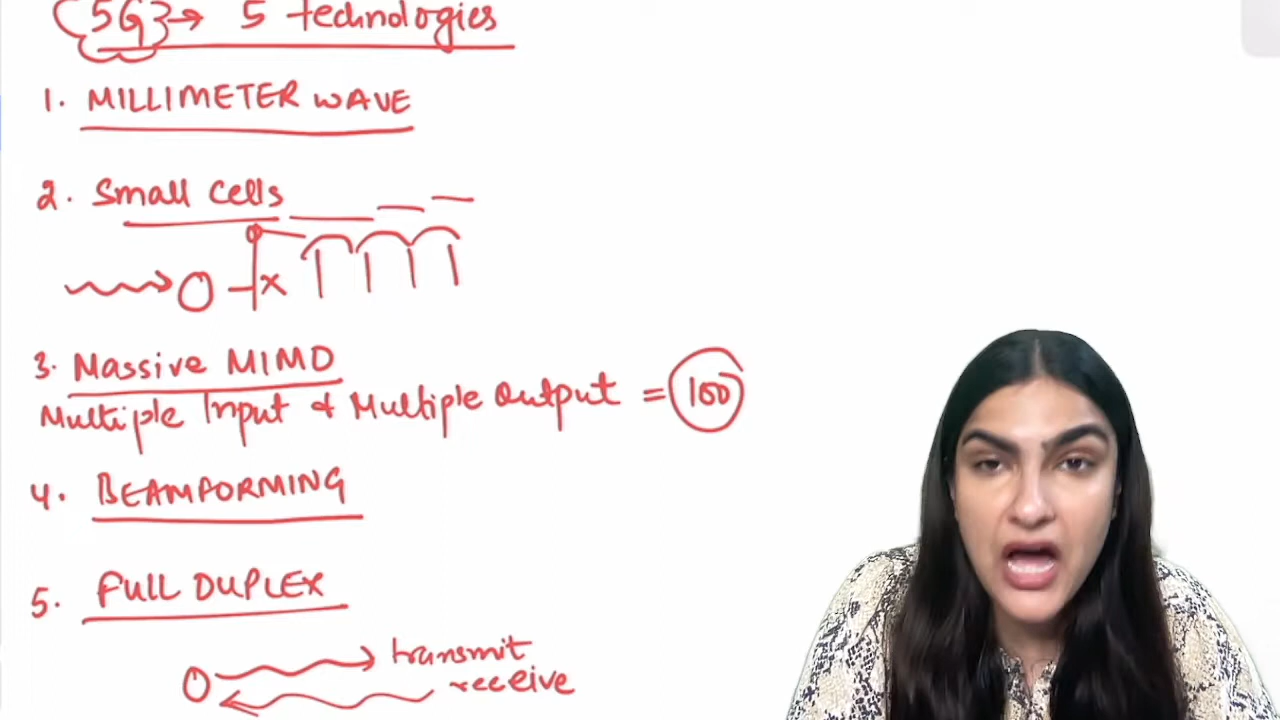 5G → 5 technologies
1. MILLIMETER WAVE
2. Small Cells
x
3. Massive MIMO
Multiple Input & Multiple Output = 100
4. BEAMFORMING
5. FULL DUPLEX
transmit
receive